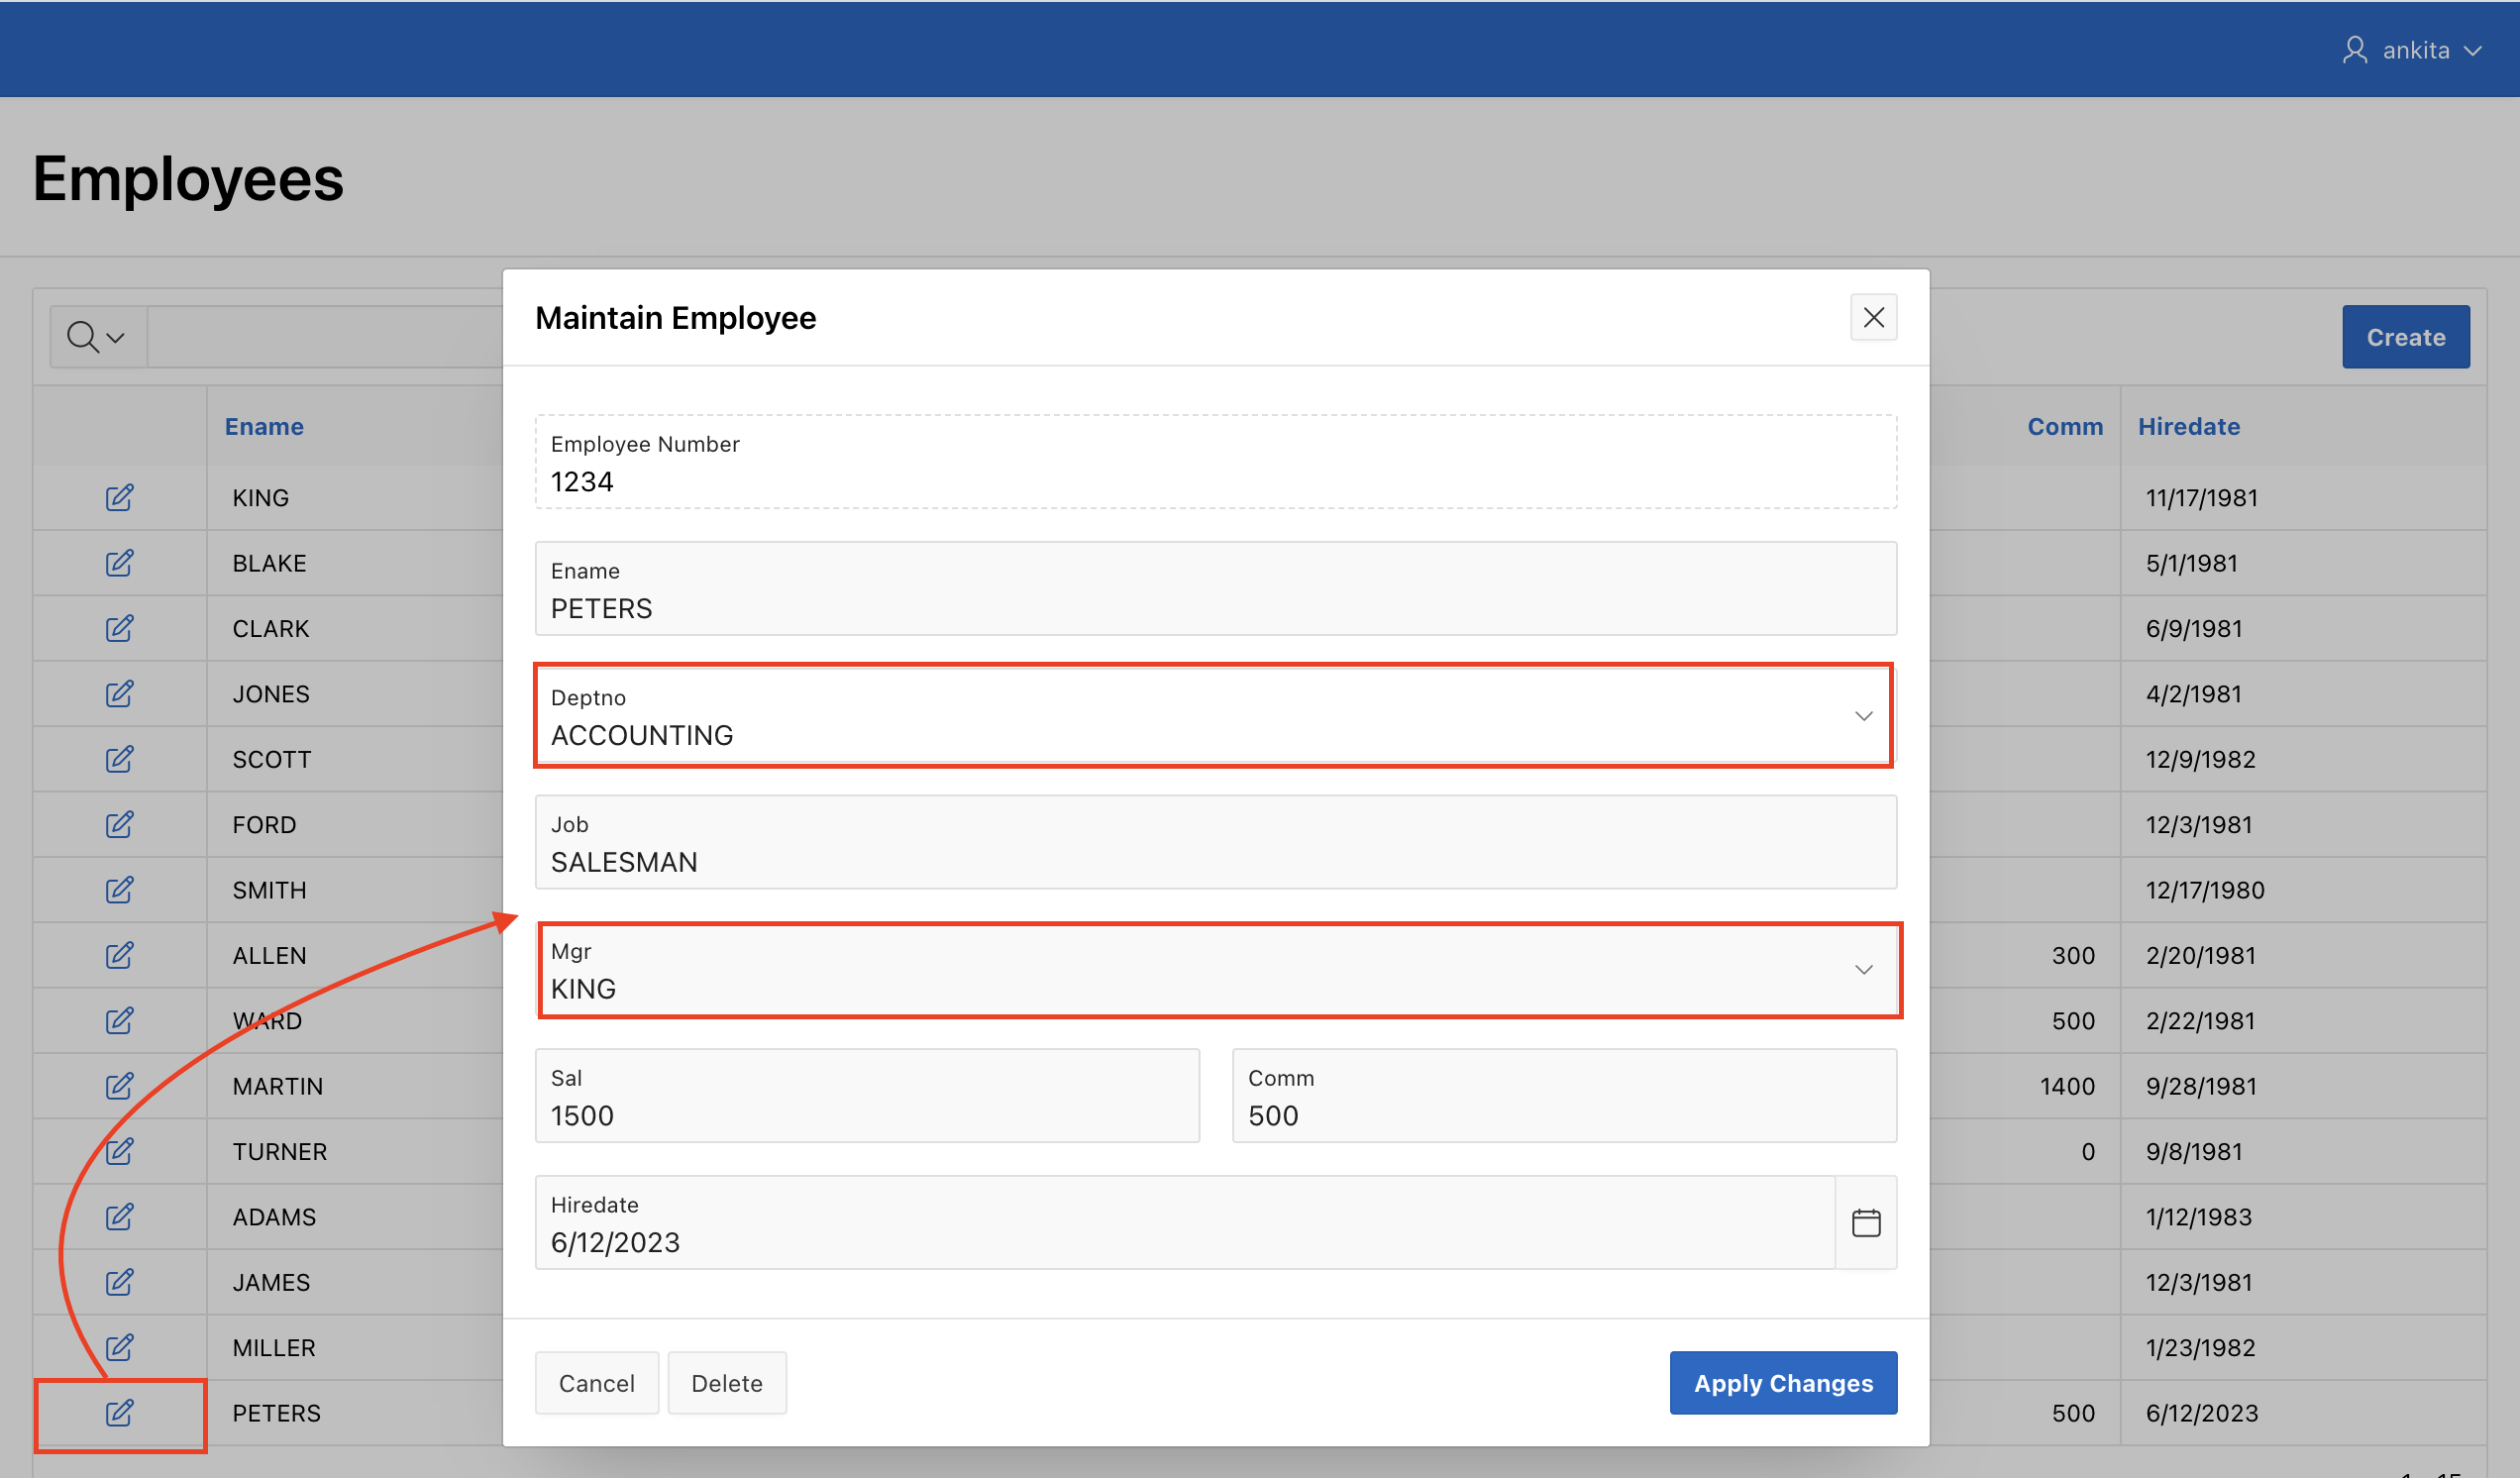 ankita
Employees
Maintain Employee
Create
Ename
Comm
Hiredate
Employee Number
1234
KING
11/17/1981
BLAKE
5/1/1981
Ename
PETERS
CLARK
6/9/1981
JONES
4/2/1981
Deptno
ACCOUNTING
SCOTT
12/9/1982
FORD
12/3/1981
Job
SALESMAN
SMITH
12/17/1980
ALLEN
300
2/20/1981
Mgr
KING
WARD
500
2/22/1981
MARTIN
1400
9/28/1981
Sal
1500
Comm
500
TURNER
0
9/8/1981
ADAMS
1/12/1983
Hiredate
6/12/2023
JAMES
12/3/1981
MILLER
1/23/1982
Cancel
Delete
Apply Changes
PETERS
500
6/12/2023